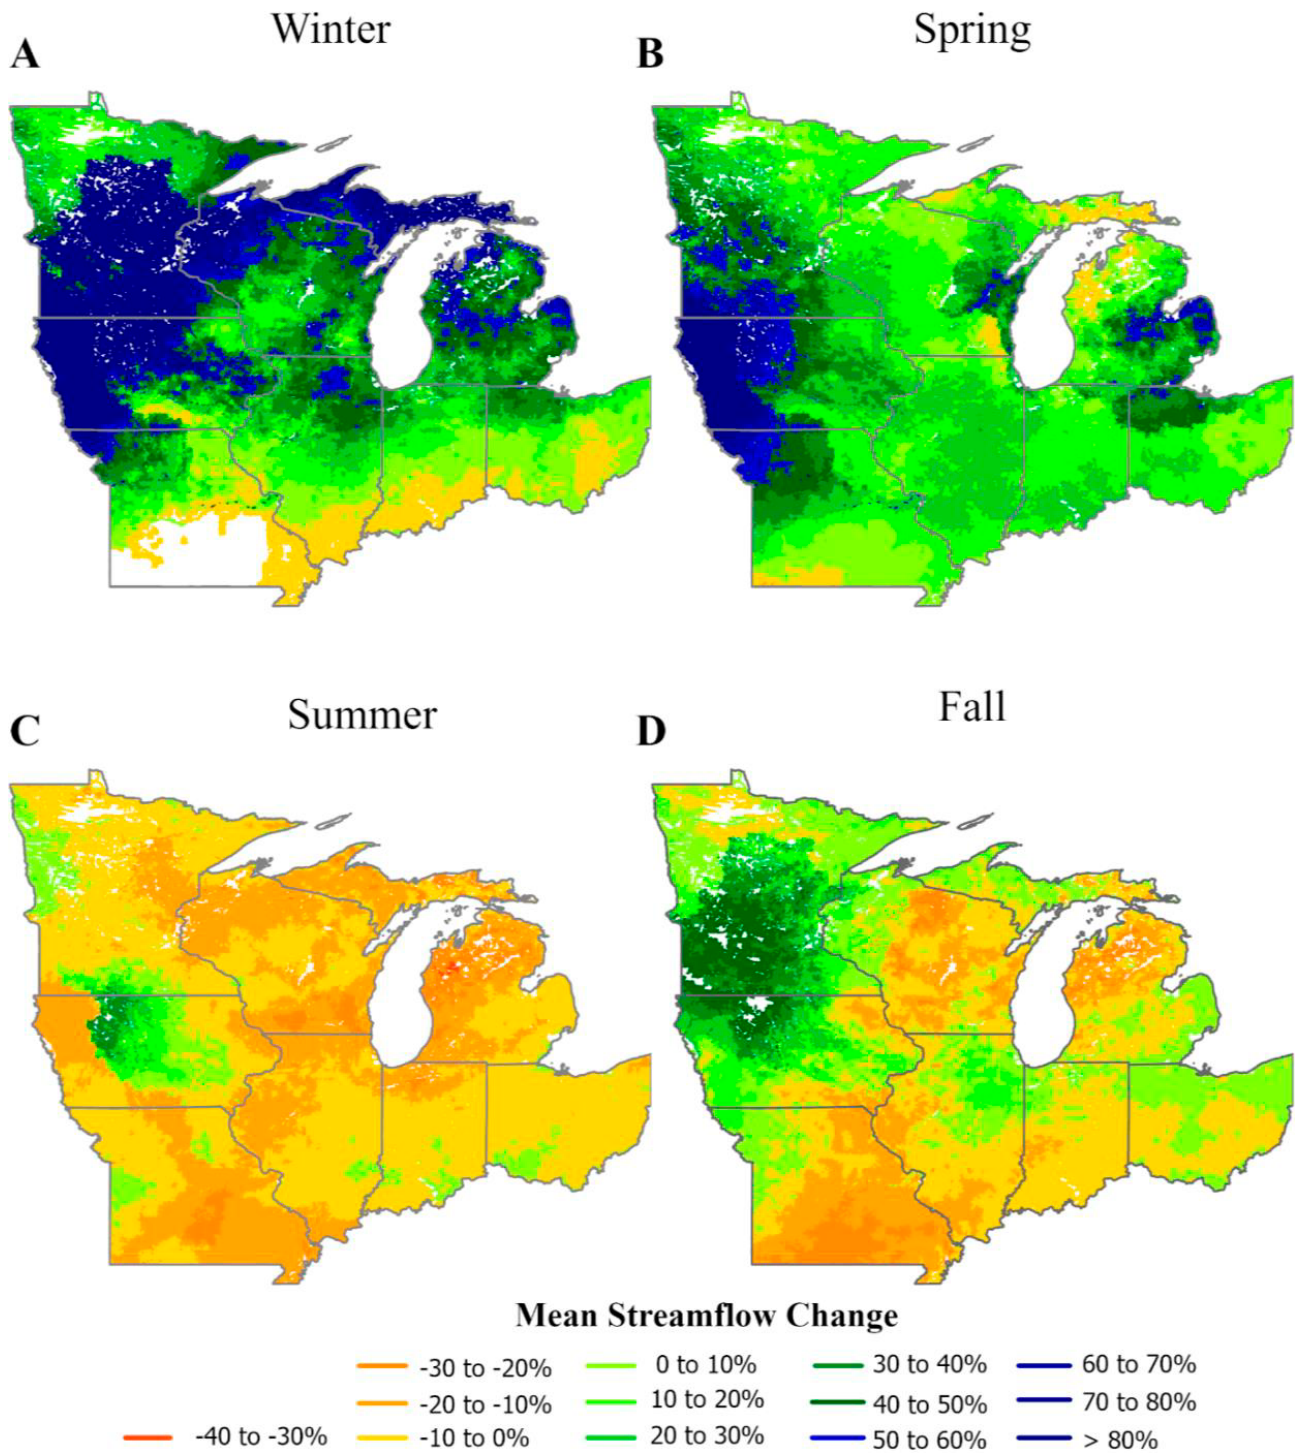 Winter
Spring
A
B
Summer
Fall
C
D
Mean Streamflow Change
-30 to -20%
0 to 10%
30 to 40%
60 to 70%
-20 to -10%
10 to 20%
40 to 50%
70 to 80%
-40 to -30%
-10 to 0%
20 to 30%
50 to 60%
> 80%